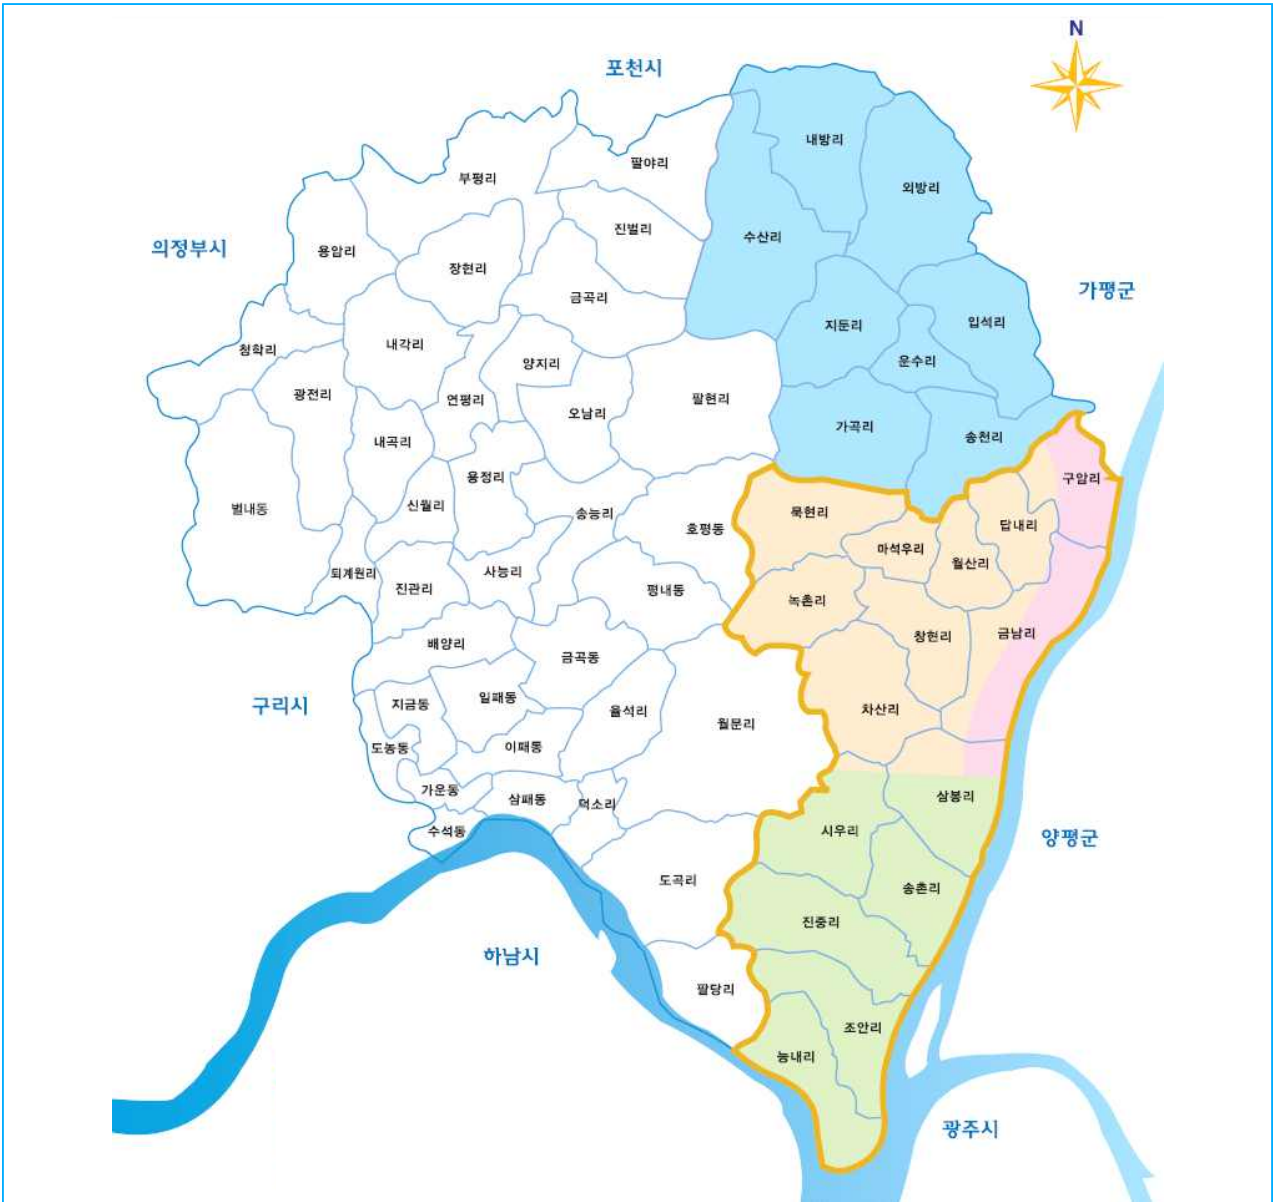 N
포천시
내방리
팔야리
부평리
외방리
진벌리
수산리
의정부시
용암리
장현리
가평군
금곡리
지둔리
입석리
내각리
청학리
양지리
운수리
광전리
연평리
팔현리
오남리
가곡리
내곡리
송천리
용정리
구암리
신월리
별내동
송능리
묵현리
답내리
호평동
마석우리
월산리
퇴계원리
사능리
진관리
평내동
녹촌리
창현리
금남리
배양리
금곡동
구리시
지금동
일패동
율석리
차산리
월문리
도농동
이패동
가운동
삼패동
덕소리
삼봉리
수석동
시우리
양평군
도곡리
송촌리
진중리
하남시
팔당리
조안리
능내리
광주시